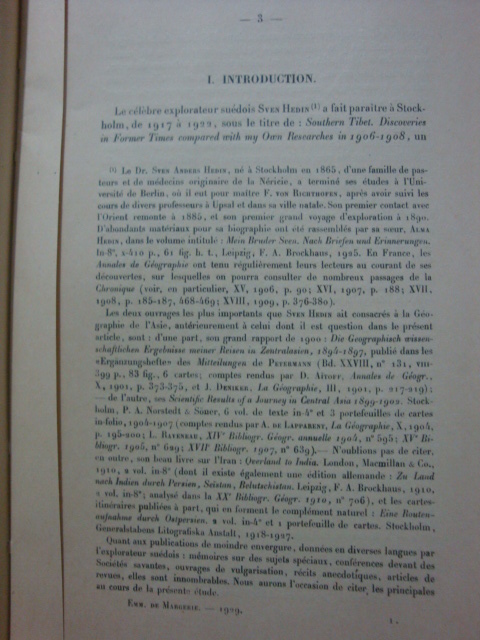 — 3 —
I. INTRODUCTION.
Le célèbre explorateur suédois Sven Hedin (1) a fait paraître à Stock-
holm, de 1917 à 1922, sous le titre de : Southern Tibet. Discoveries
in Former Times compared with my Own Researches in 1906-1908, un
(1) Le Dr. Sven Anders Hedin, né à Stockholm en 1865, d'une famille de pas-
teurs et de médecins originaire de la Néricie, a terminé ses études à l'Uni-
versité de Berlin, où il eut pour maître F. von Richthofen, après avoir suivi les
cours de divers professeurs à Upsal et dans sa ville natale. Son premier contact avec
l'Orient remonte à 1885, et son premier grand voyage d'exploration à 1890.
D'abondants matériaux pour sa biographie ont été rassemblés par sa sœur, Alma
Hedin, dans le volume intitulé : Mein Bruder Sven. Nach Briefen und Erinnerungen.
In-8°, x-410 p., 61 fig. h. t., Leipzig, F. A. Brockhaus, 1925. En France, les
Annales de Géographie ont tenu régulièrement leurs lecteurs au courant de ses
découvertes, sur lesquelles on pourra consulter de nombreux passages de la
Chronique (voir, en particulier, XV, 1906, p. 90; XVI, 1907, p. 188; XVII,
1908, p. 185-187, 468-469; XVIII, 1909, p. 376-380).
Les deux ouvrages les plus importants que Sven Hedin ait consacrés à la Géo-
graphie de l'Asie, antérieurement à celui dont il est question dans le présent
article, sont : d'une part, son grand rapport de 1900 : Die Geographisch wissen-
schaftlichen Ergebnisse meiner Reisen in Zentralasien, 1894-1897, publié dans les
«Ergänzungshefte» des Mitteilungen de Petermann (Bd. XXVIII, n° 131, viii-
399 p., 83 fig., 6 cartes; comptes rendus par D. Aïtoff, Annales de Géogr.,
X, 1901, p. 373-375, et J. Deniker, La Géographie, III, 1901, p. 217-219);
— de l'autre, ses Scientific Results of a Journey in Central Asia 1899-1902. Stock-
holm, P. A. Norstedt & Söner, 6 vol. de texte in-4° et 3 portefeuilles de cartes
in-folio, 1904-1907 (comptes rendus par A. de Lapparent, La Géographie, X, 1904,
p. 195-200; L. Raveneau, XIV° Bibliogr. Géogr. annuelle 1904, n° 595; XV° Bi-
bliogr. 1905, n° 629; XVII° Bibliogr. 1907, n° 639). — N'oublions pas de citer,
en outre, son beau livre sur l'Iran : Overland to India. London, Macmillan & Co.,
1910, 2 vol. in-8° (dont il existe également une édition allemande : Zu Land
nach Indien durch Persien, Seistan, Belutschistan. Leipzig, F. A. Brockhaus, 1910,
2 vol. in-8°; analysé dans la XX° Bibliogr. Géogr. 1910, n° 706), et les cartes-
itinéraires publiées à part, qui en forment le complément naturel : Eine Routen-
aufnahme durch Ostpersien. 2 vol. in-4° et 1 portefeuille de cartes. Stockholm,
Generalstabens Litografiska Anstalt, 1918-1927.
Quant aux publications de moindre envergure, données en diverses langues par
l'explorateur suédois : mémoires sur des sujets spéciaux, conférences devant des
Sociétés savantes, ouvrages de vulgarisation, récits anecdotiques, articles de
revues, elles sont innombrables. Nous aurons l'occasion de citer les principales
au cours de la présente étude.
Emm. de Margerie. — 1929.
1.